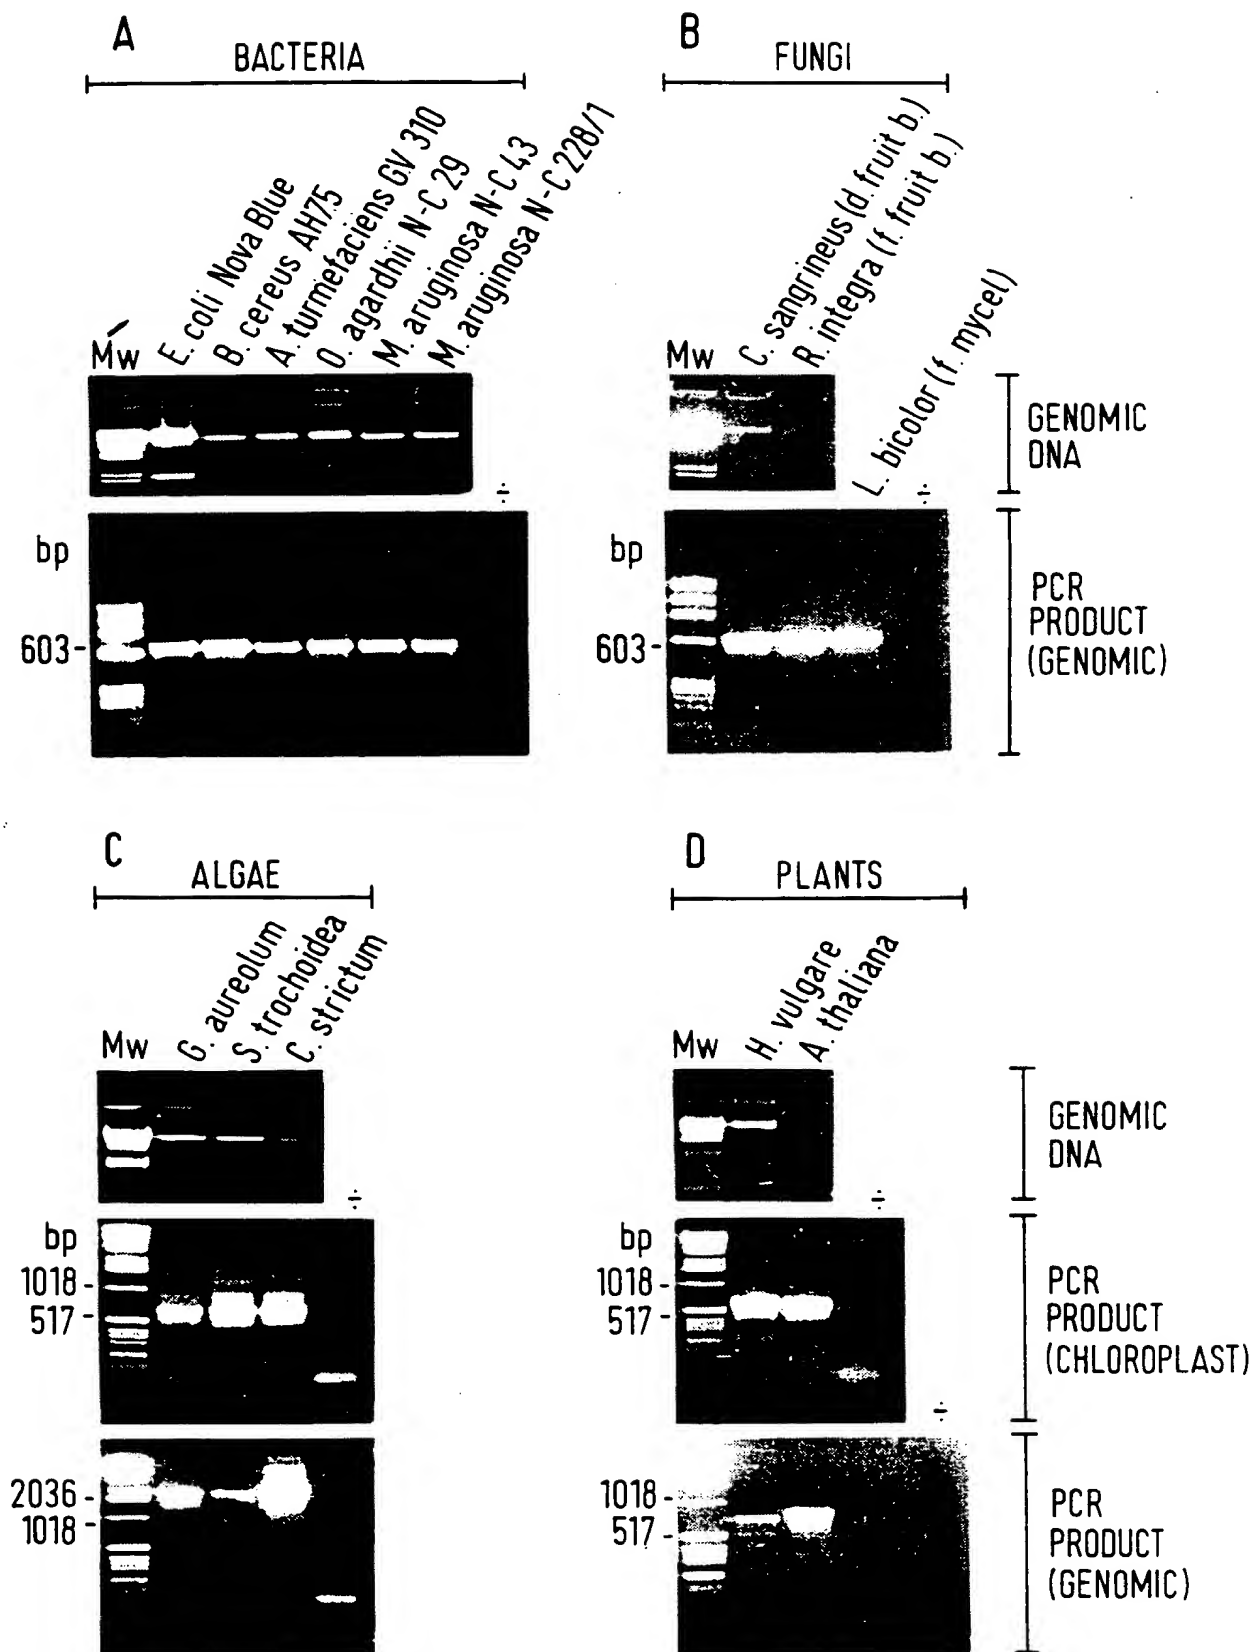 A
BACTERIA
Mw
E. coli Nova Blue
B. cereus AH75
A. turmefaciens GV 310
O. agardhii N-C 29
M. aruginosa N-C 43
M. aruginosa N-C 228/1
÷
bp
603-
B
FUNGI
Mw
C. sangrineus (d. fruit b.)
R. integra (f. fruit b.)
L. bicolor (f. mycel)
÷
bp
603-
GENOMIC
DNA
PCR
PRODUCT
(GENOMIC)
C
ALGAE
Mw
G. aureolum
S. trochoidea
C. strictum
÷
bp
1018-
517-
2036-
1018-
D
PLANTS
Mw
H. vulgare
A. thaliana
÷
bp
1018-
517-
÷
1018-
517-
GENOMIC
DNA
PCR
PRODUCT
(CHLOROPLAST)
PCR
PRODUCT
(GENOMIC)